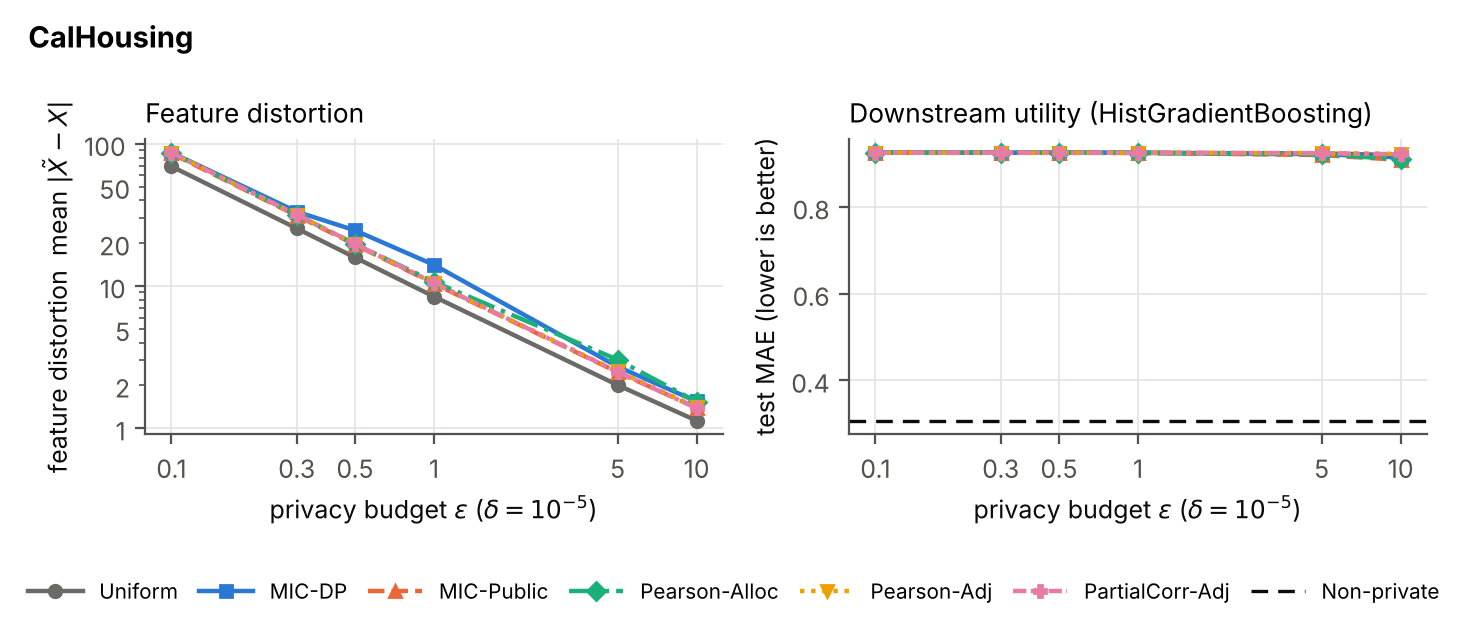 CalHousing
Feature distortion
feature distortion mean |X̃ − X|
100
50
20
10
5
2
1
0.1
0.3
0.5
1
5
10
privacy budget ε (δ = 10⁻⁵)
Downstream utility (HistGradientBoosting)
test MAE (lower is better)
0.8
0.6
0.4
0.1
0.3
0.5
1
5
10
privacy budget ε (δ = 10⁻⁵)
Uniform
MIC-DP
MIC-Public
Pearson-Alloc
Pearson-Adj
PartialCorr-Adj
Non-private